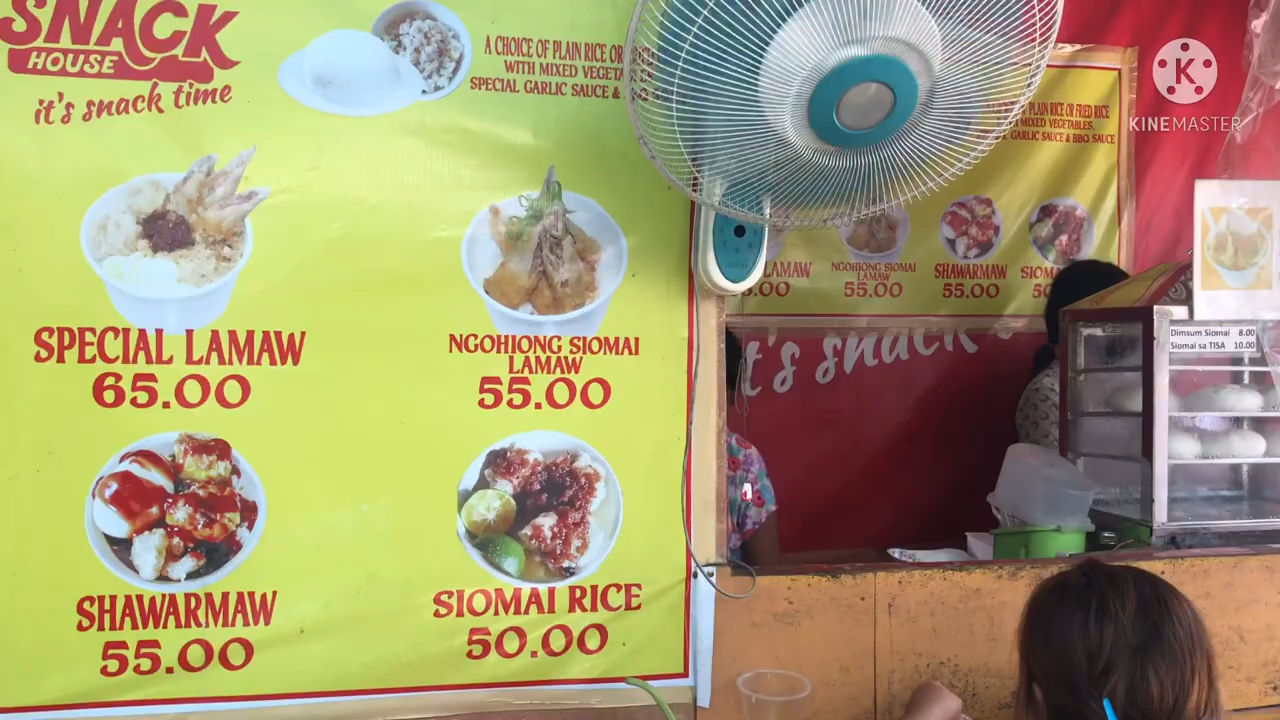 SNACK
HOUSE
it's snack time
A CHOICE OF PLAIN RICE OR
WITH MIXED
SPECIAL GARLIC SAUCE &
SPECIAL LAMAW
65.00
NGOHIONG SIOMAI
LAMAW
55.00
SHAWARMAW
55.00
SIOMAI RICE
50.00
PLAIN RICE OR FRIED RICE
MIXED VEGETABLES,
GARLIC SAUCE & BBQ SAUCE
LAMAW
NGOHIONG SIOMAI
LAMAW
55.00
SHAWARMAW
55.00
it's snack
KINEMASTER
Dimsum Siomai 8.00
Siomai sa TISA 10.00